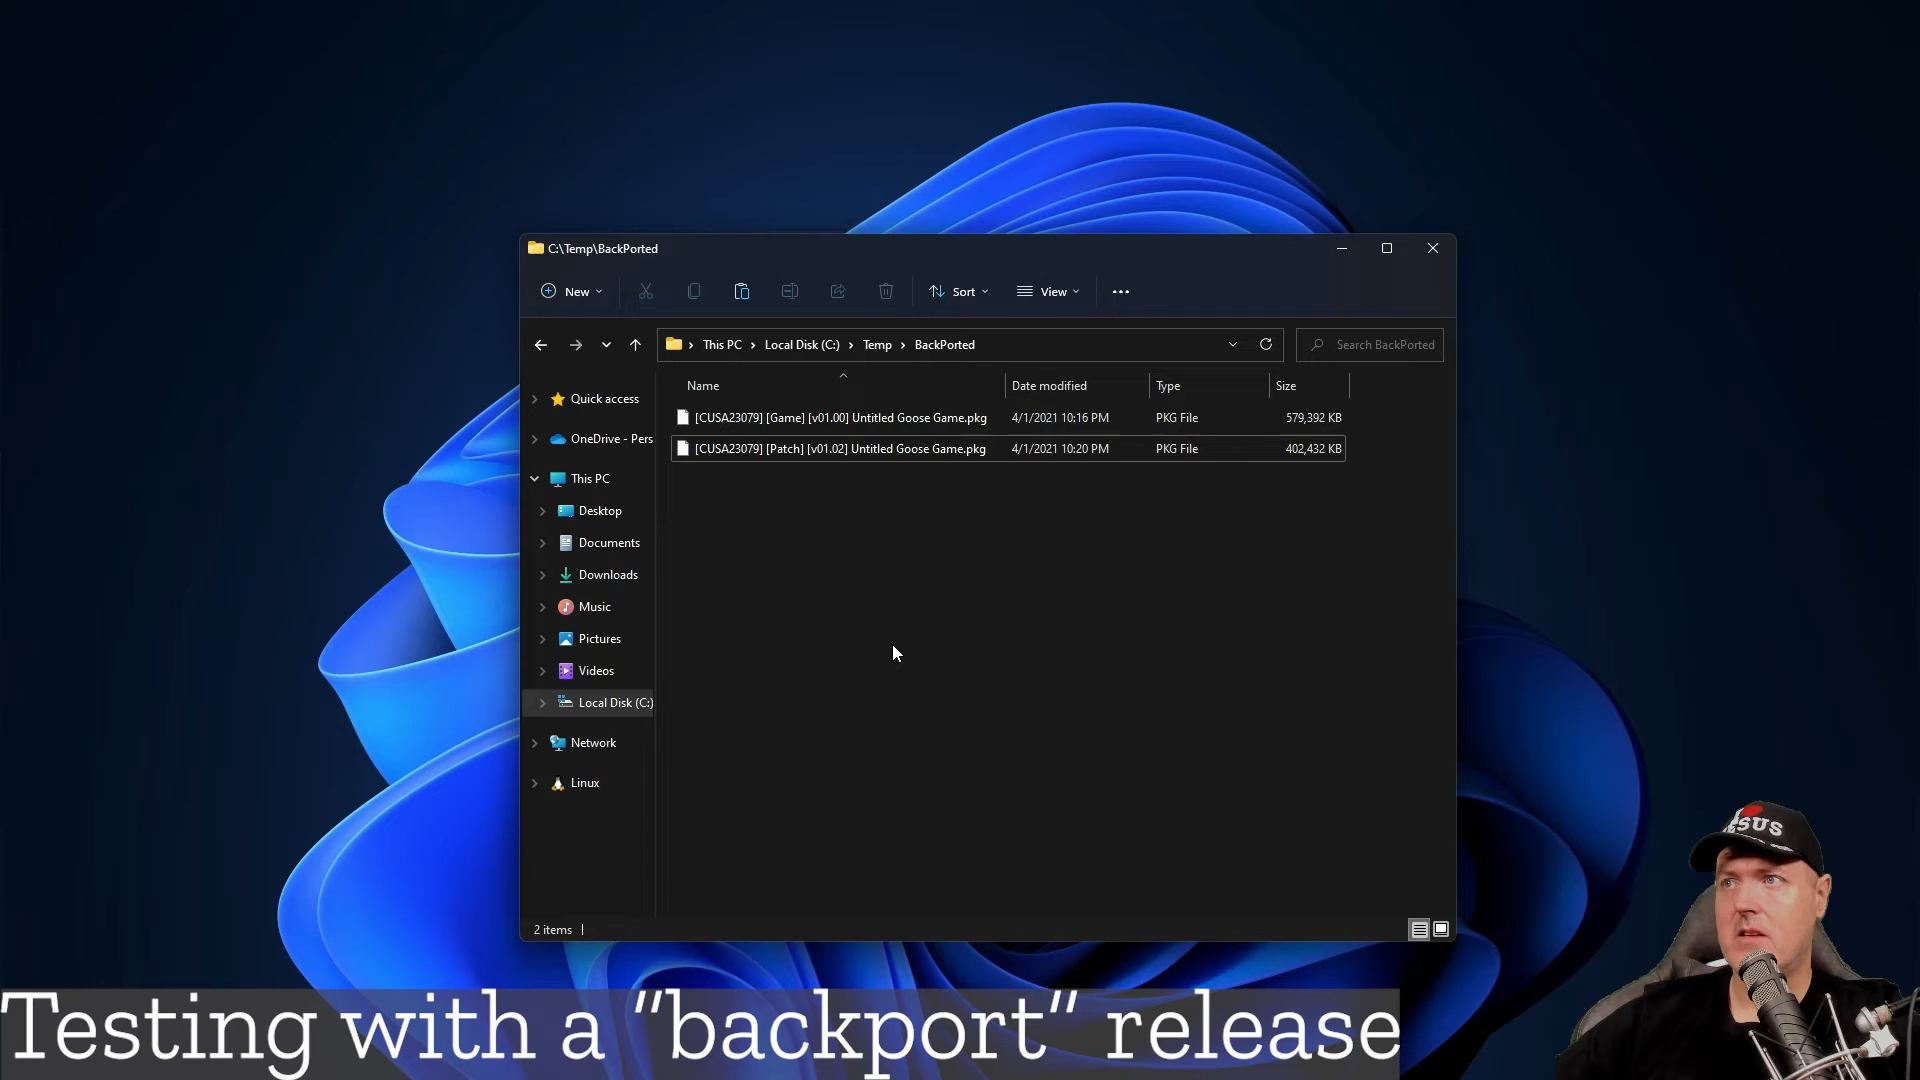 C:\Temp\BackPorted
New
Sort
View
This PC
Local Disk (C:)
Temp
BackPorted
Search BackPorted
Name
Date modified
Type
Size
[CUSA23079] [Game] [v01.00] Untitled Goose Game.pkg 4/1/2021 10:16 PM PKG File 579,392 KB
[CUSA23079] [Patch] [v01.02] Untitled Goose Game.pkg 4/1/2021 10:20 PM PKG File 402,432 KB
Quick access
OneDrive - Pers
This PC
Desktop
Documents
Downloads
Music
Pictures
Videos
Local Disk (C:)
Network
Linux
2 items
Testing with a “backport” release